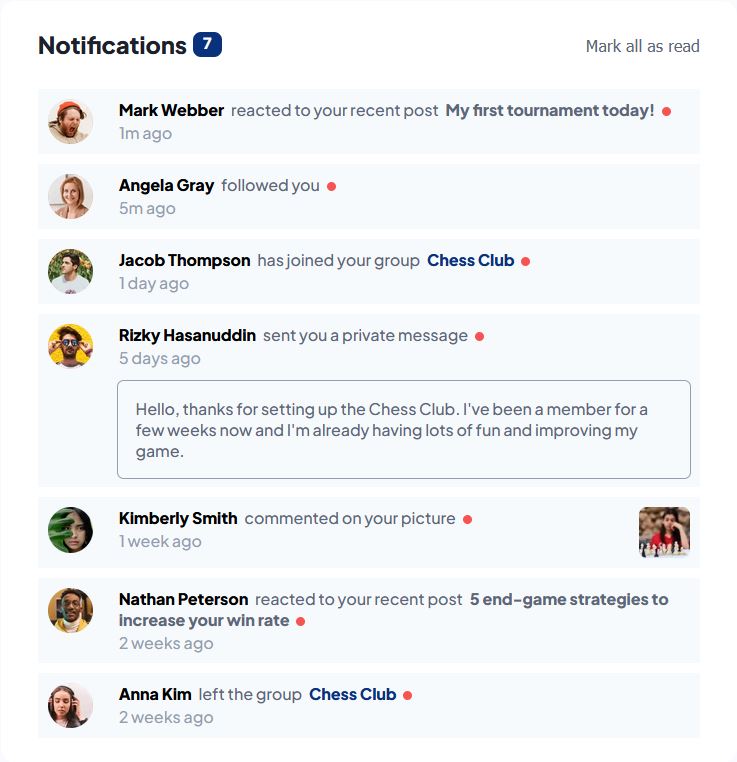 Notifications 7
Mark all as read
Mark Webber reacted to your recent post My first tournament today!
1m ago
Angela Gray followed you
5m ago
Jacob Thompson has joined your group Chess Club
1 day ago
Rizky Hasanuddin sent you a private message
5 days ago
Hello, thanks for setting up the Chess Club. I've been a member for a
few weeks now and I'm already having lots of fun and improving my
game.
Kimberly Smith commented on your picture
1 week ago
Nathan Peterson reacted to your recent post 5 end-game strategies to
increase your win rate
2 weeks ago
Anna Kim left the group Chess Club
2 weeks ago